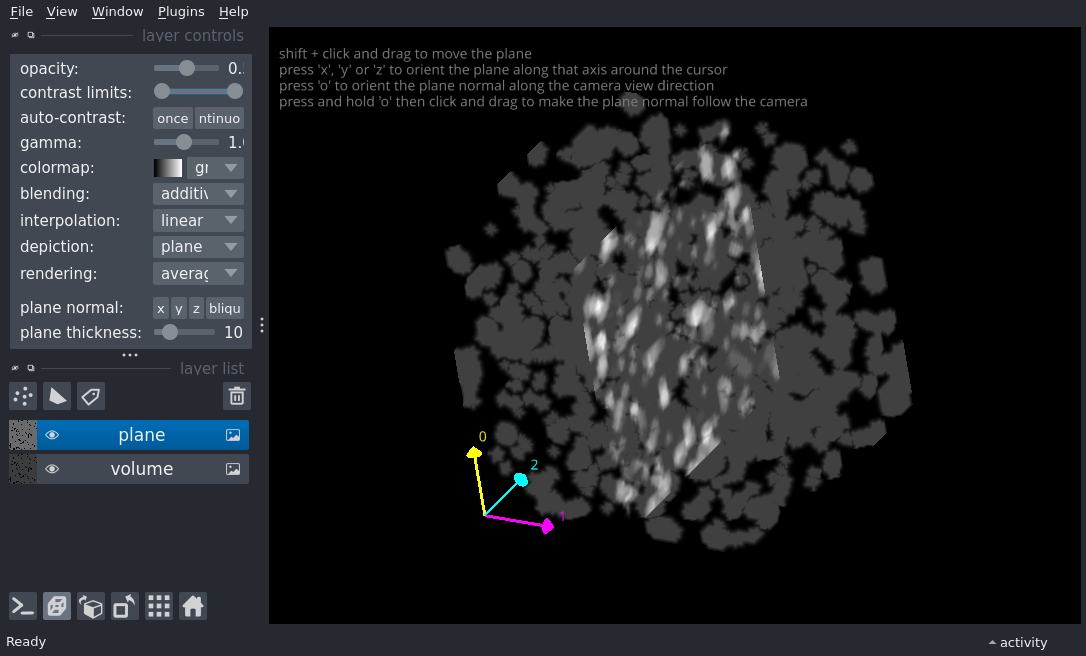 File View Window Plugins Help
layer controls
opacity: 0.
contrast limits:
auto-contrast: once ntinuo
gamma: 1.
colormap: gr
blending: additiv
interpolation: linear
depiction: plane
rendering: averag
plane normal: x y z bliqu
plane thickness: 10
layer list
plane
volume
shift + click and drag to move the plane
press 'x', 'y' or 'z' to orient the plane along that axis around the cursor
press 'o' to orient the plane normal along the camera view direction
press and hold 'o' then click and drag to make the plane normal follow the camera
0
2
1
Ready
activity